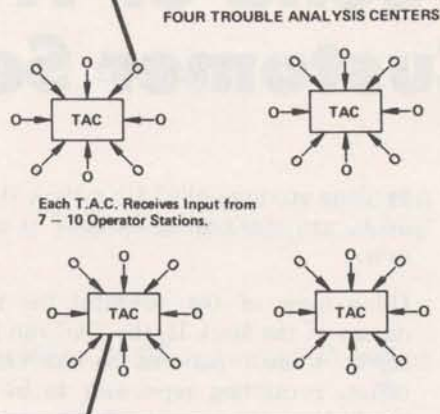 FOUR TROUBLE ANALYSIS CENTERS
O O O
O TAC O
O O O
O O O
O TAC O
O O O
Each T.A.C. Receives Input from
7 – 10 Operator Stations.
O O O
O TAC O
O O O
O O O
O TAC O
O O O